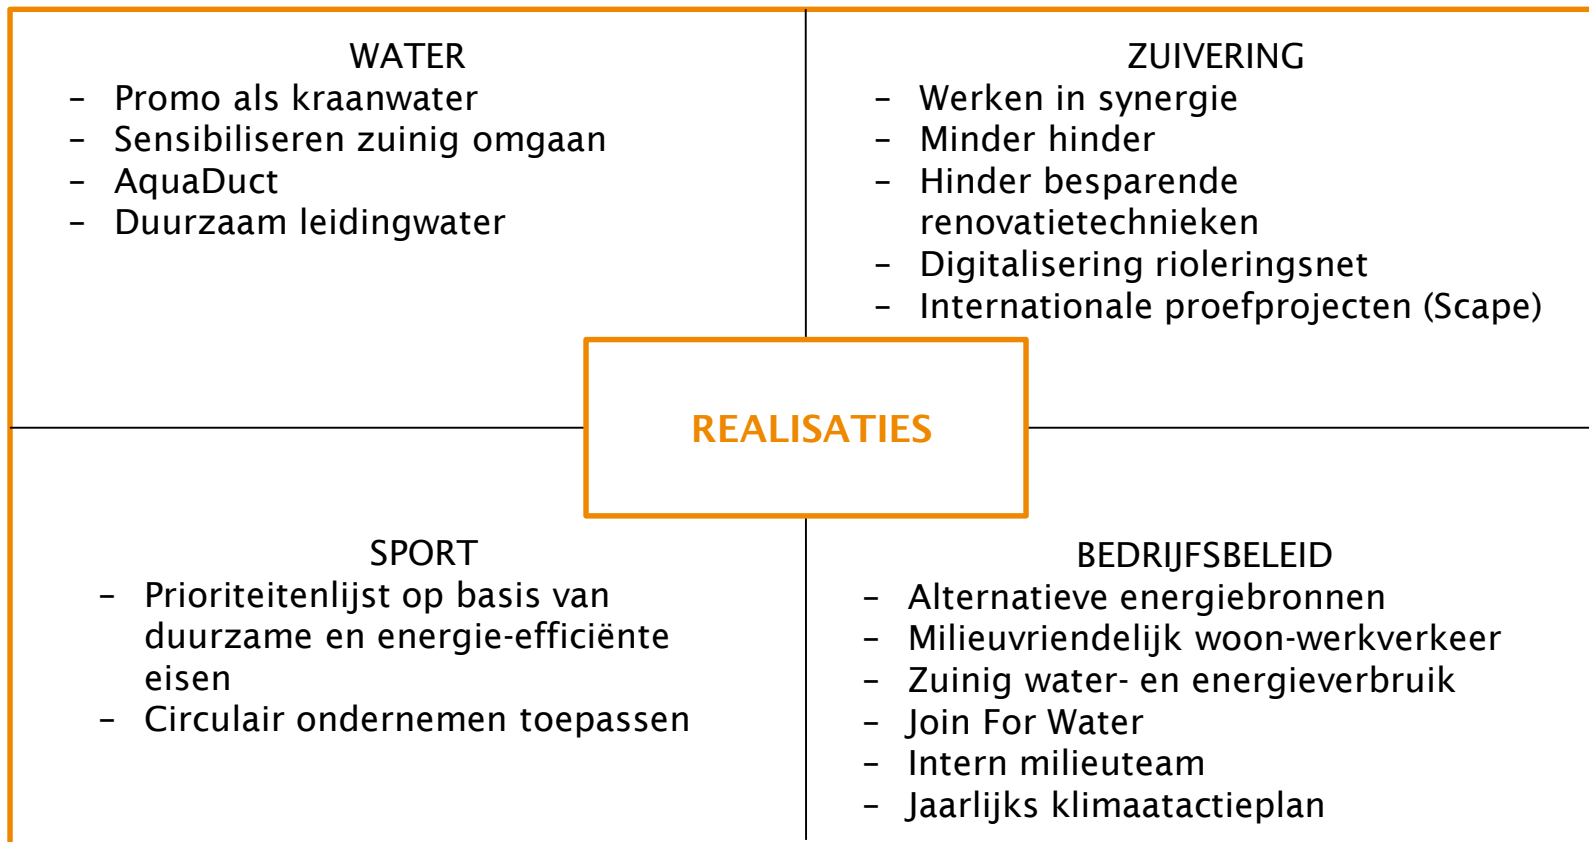 WATER
– Promo als kraanwater
– Sensibiliseren zuinig omgaan
– AquaDuct
– Duurzaam leidingwater
ZUIVERING
– Werken in synergie
– Minder hinder
– Hinder besparende
renovatietechnieken
– Digitalisering rioleringsnet
– Internationale proefprojecten (Scape)
REALISATIES
SPORT
– Prioriteitenlijst op basis van
duurzame en energie-efficiënte
eisen
– Circulair ondernemen toepassen
BEDRIJFSBELEID
– Alternatieve energiebronnen
– Milieuvriendelijk woon-werkverkeer
– Zuinig water- en energieverbruik
– Join For Water
– Intern milieuteam
– Jaarlijks klimaatactieplan